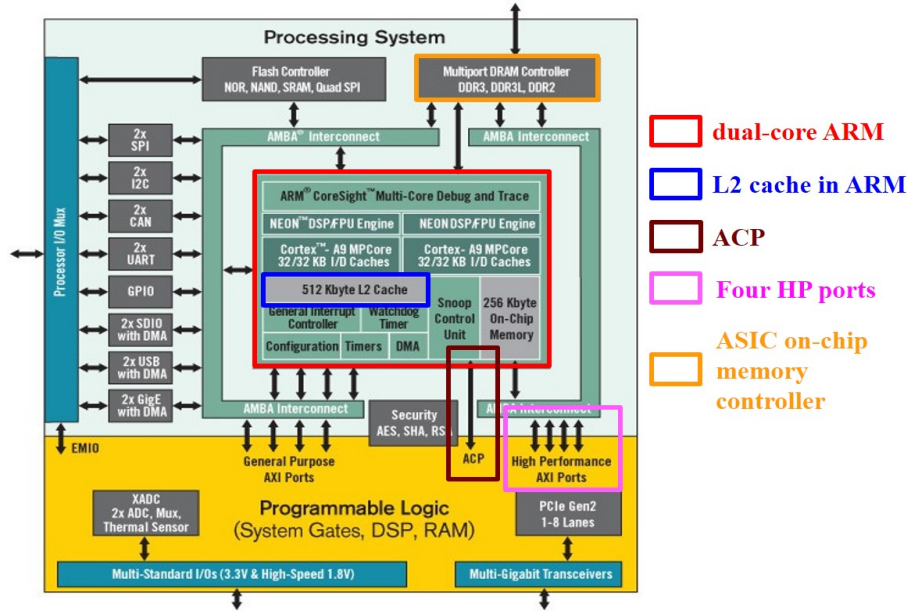 Processing System
Flash Controller
NOR, NAND, SRAM, Quad SPI
Multiport DRAM Controller
DDR3, DDR3L, DDR2
AMBA® Interconnect
AMBA Interconnect
Processor I/O Mux
2x
SPI
2x
I2C
2x
CAN
2x
UART
GPIO
2x SDIO
with DMA
2x USB
with DMA
2x GigE
with DMA
ARM® CoreSight™ Multi-Core Debug and Trace
NEON™ DSP/FPU Engine
NEON DSP/FPU Engine
Cortex™- A9 MPCore
32/32 KB I/D Caches
Cortex- A9 MPCore
32/32 KB I/D Caches
512 Kbyte L2 Cache
General Interrupt
Controller
Watchdog
Timer
Configuration
Timers
DMA
Snoop
Control
Unit
256 Kbyte
On-Chip
Memory
AMBA Interconnect
Security
AES, SHA, RSA
AMBA Interconnect
EMIO
General Purpose
AXI Ports
ACP
High Performance
AXI Ports
XADC
2x ADC, Mux,
Thermal Sensor
Programmable Logic
(System Gates, DSP, RAM)
PCIe Gen2
1-8 Lanes
Multi-Standard I/Os (3.3V & High-Speed 1.8V)
Multi-Gigabit Transceivers
dual-core ARM
L2 cache in ARM
ACP
Four HP ports
ASIC on-chip
memory
controller